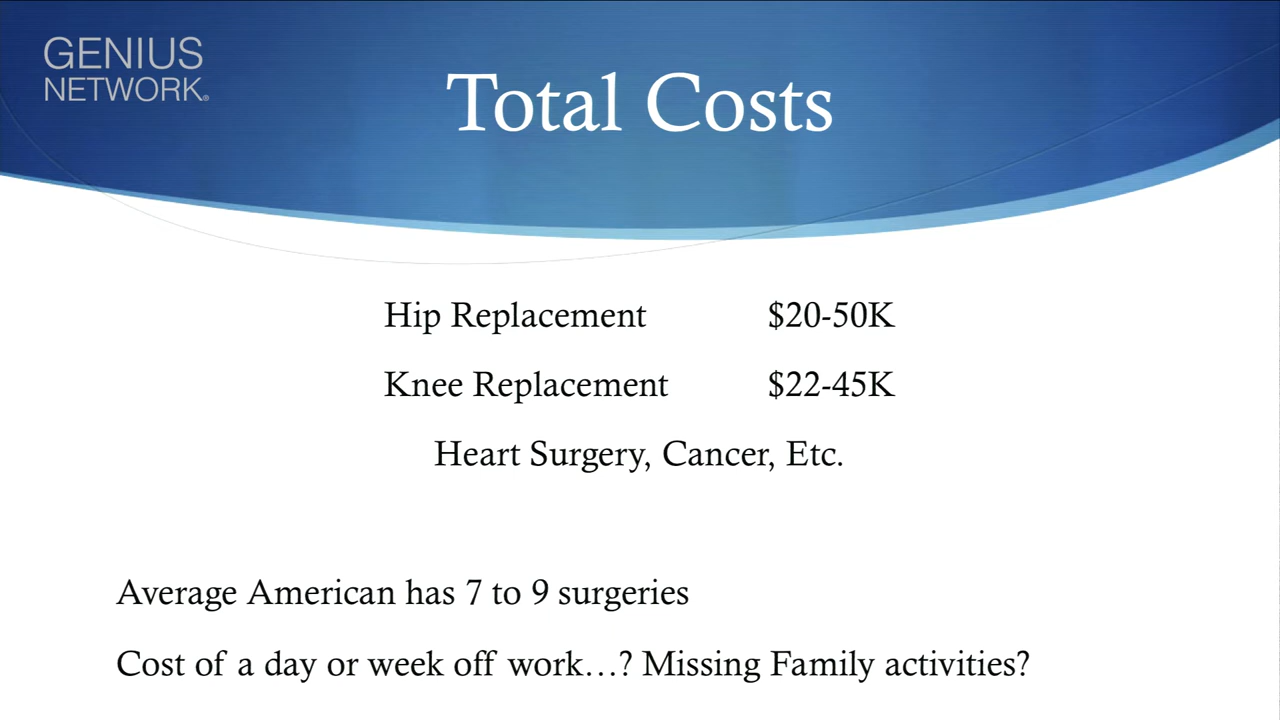 GENIUS
NETWORK®
Total Costs
Hip Replacement $20-50K
Knee Replacement $22-45K
Heart Surgery, Cancer, Etc.
Average American has 7 to 9 surgeries
Cost of a day or week off work…? Missing Family activities?